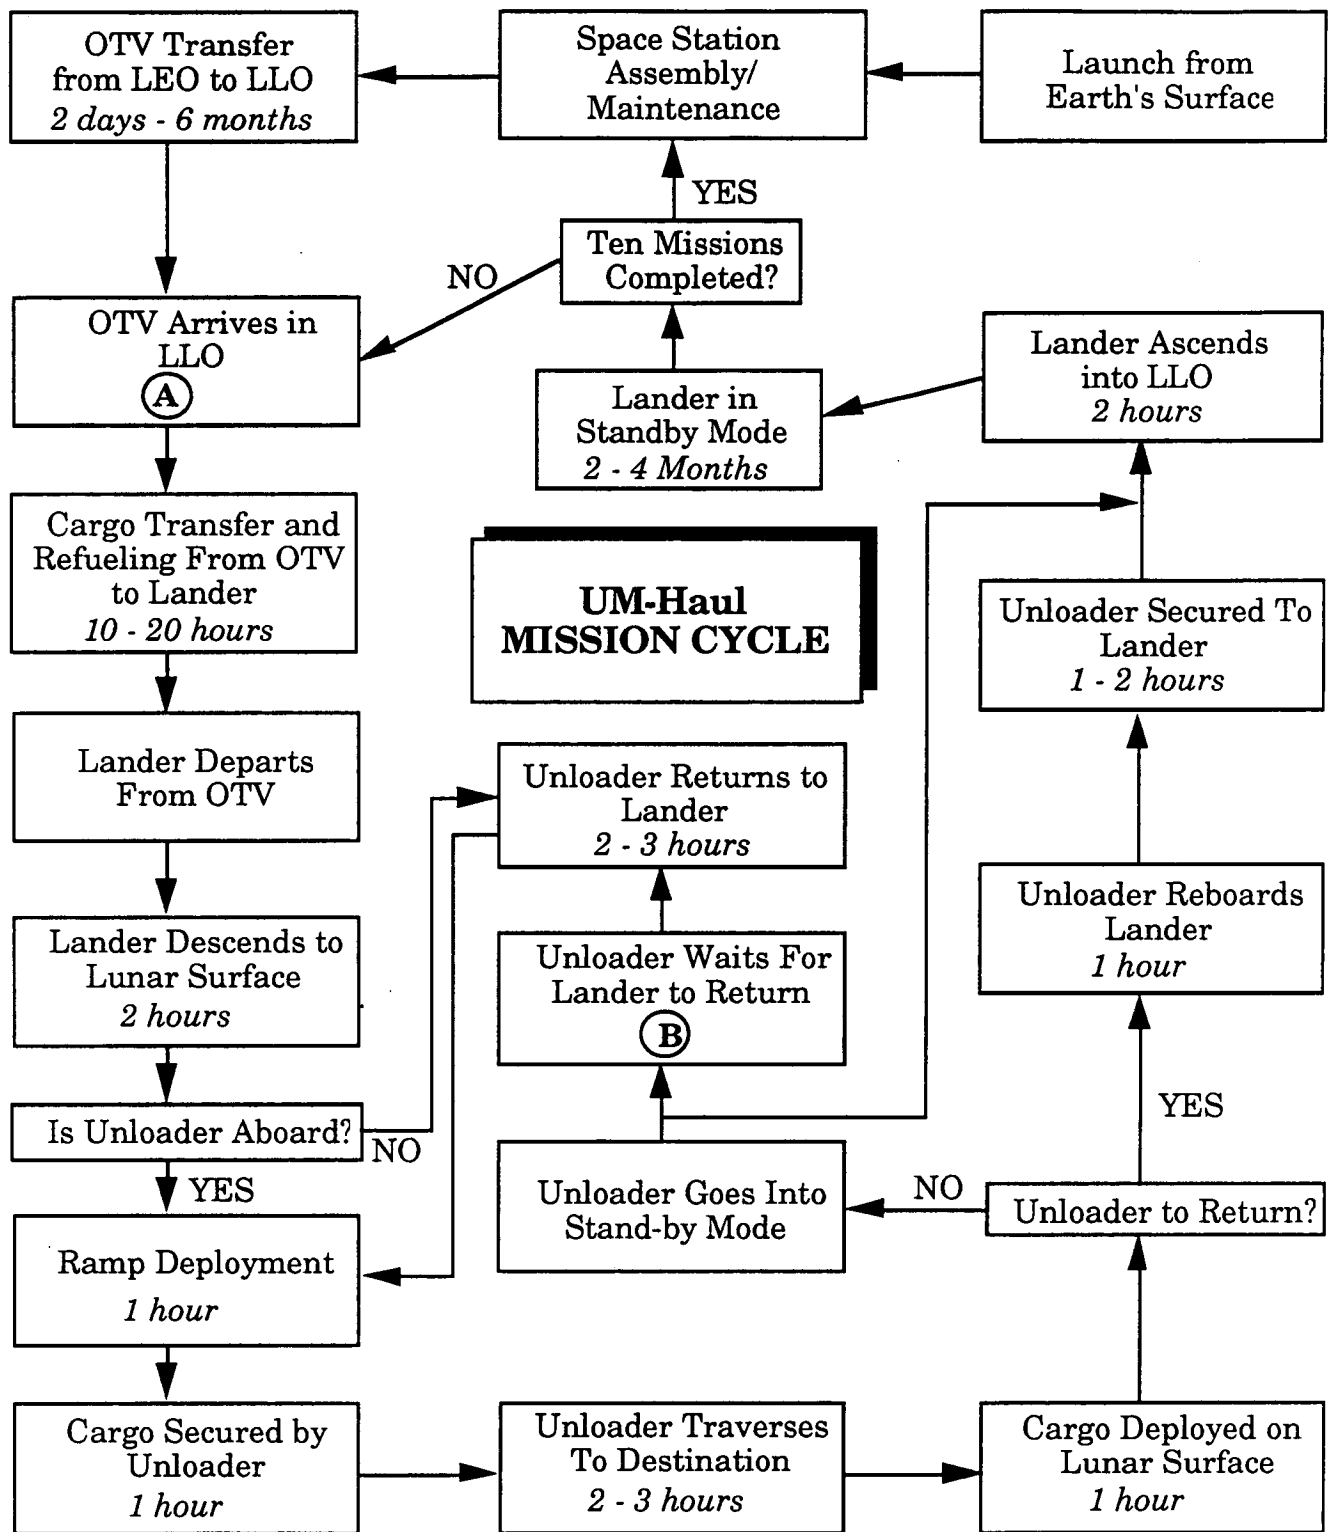 OTV Transfer
from LEO to LLO
2 days - 6 months
Space Station
Assembly/
Maintenance
Launch from
Earth's Surface
YES
Ten Missions
Completed?
NO
OTV Arrives in
LLO
A
Lander in
Standby Mode
2 - 4 Months
Lander Ascends
into LLO
2 hours
Cargo Transfer and
Refueling From OTV
to Lander
10 - 20 hours
UM-Haul
MISSION CYCLE
Unloader Secured To
Lander
1 - 2 hours
Lander Departs
From OTV
Unloader Returns to
Lander
2 - 3 hours
Unloader Reboards
Lander
1 hour
Lander Descends to
Lunar Surface
2 hours
Unloader Waits For
Lander to Return
B
YES
Is Unloader Aboard?
NO
YES
Unloader Goes Into
Stand-by Mode
NO
Unloader to Return?
Ramp Deployment
1 hour
Cargo Secured by
Unloader
1 hour
Unloader Traverses
To Destination
2 - 3 hours
Cargo Deployed on
Lunar Surface
1 hour